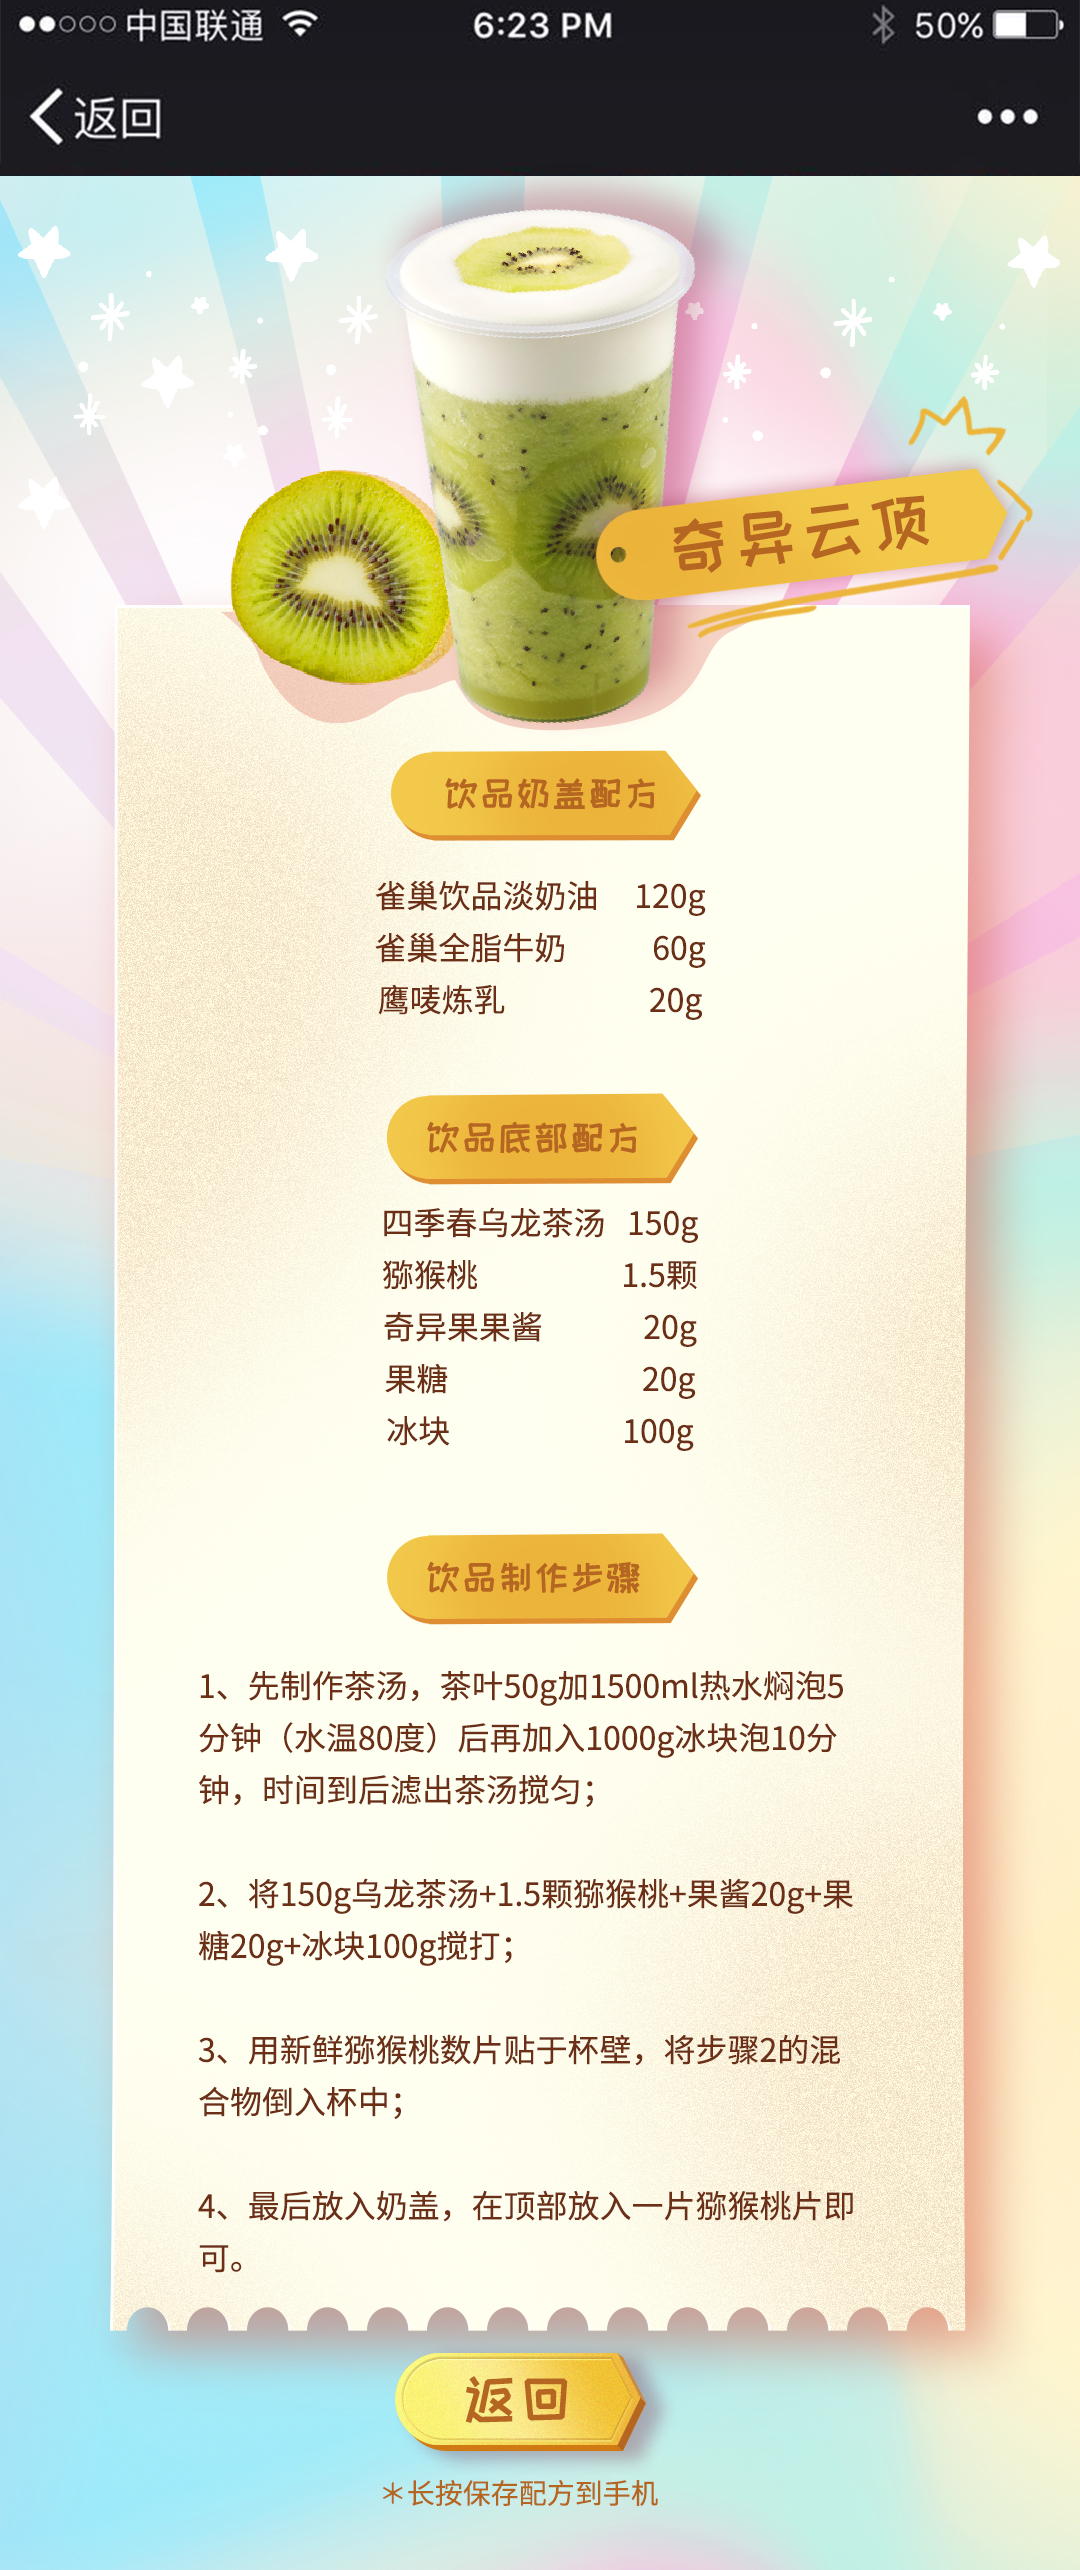 中国联通 6:23 PM 50%
返回
奇异云顶
饮品奶盖配方
雀巢饮品淡奶油 120g
雀巢全脂牛奶 60g
鹰唛炼乳 20g
饮品底部配方
四季春乌龙茶汤 150g
猕猴桃 1.5颗
奇异果果酱 20g
果糖 20g
冰块 100g
饮品制作步骤
1、先制作茶汤，茶叶50g加1500ml热水焖泡5
分钟（水温80度）后再加入1000g冰块泡10分
钟，时间到后滤出茶汤搅匀；
2、将150g乌龙茶汤+1.5颗猕猴桃+果酱20g+果
糖20g+冰块100g搅打；
3、用新鲜猕猴桃数片贴于杯壁，将步骤2的混
合物倒入杯中；
4、最后放入奶盖，在顶部放入一片猕猴桃片即
可。
返回
＊长按保存配方到手机